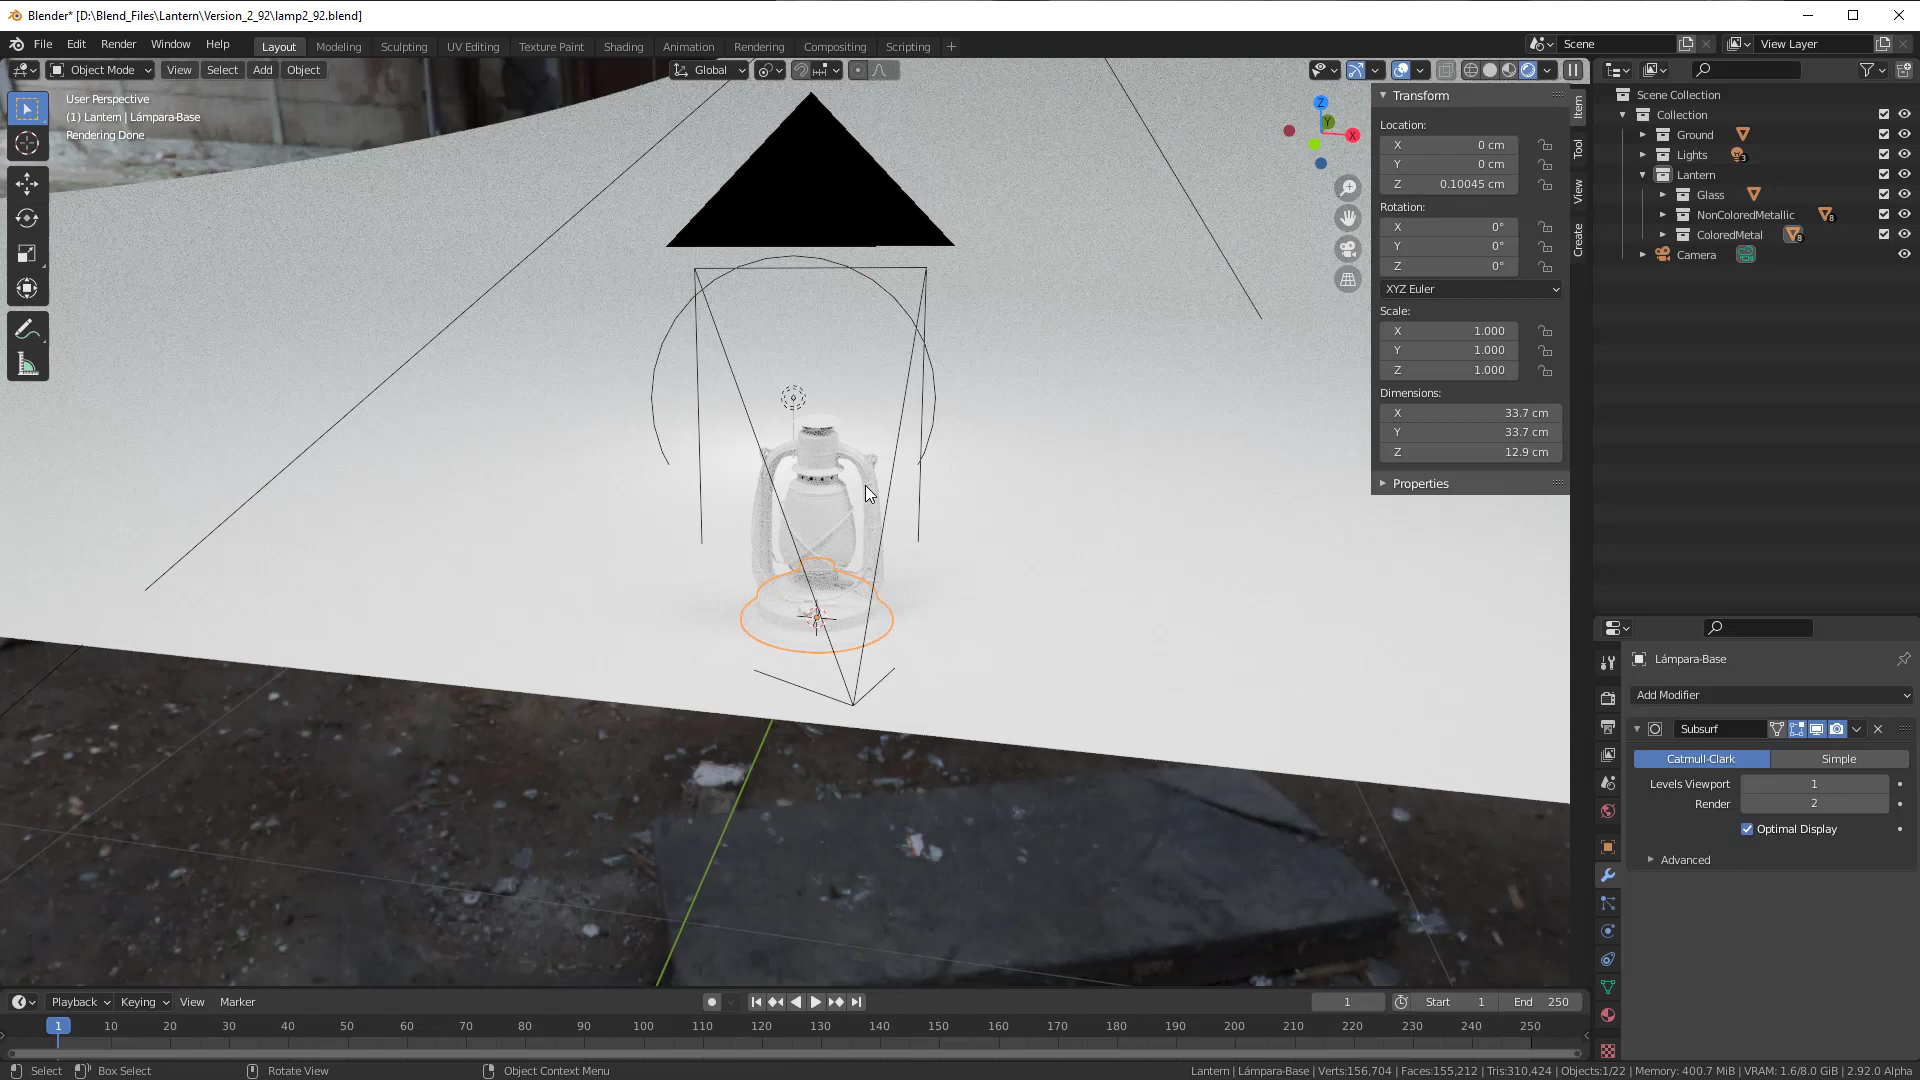 Blender* [D:\Blend_Files\Lantern\Version_2_92\lamp2_92.blend]
File Edit Render Window Help Layout Modeling Sculpting UV Editing Texture Paint Shading Animation Rendering Compositing Scripting + Scene View Layer
Object Mode View Select Add Object Global
User Perspective
(1) Lantern | Lámpara-Base
Rendering Done
Z
Y
X
Transform
Location:
X 0 cm
Y 0 cm
Z 0.10045 cm
Rotation:
X 0°
Y 0°
Z 0°
XYZ Euler
Scale:
X 1.000
Y 1.000
Z 1.000
Dimensions:
X 33.7 cm
Y 33.7 cm
Z 12.9 cm
Properties
Item
Tool
View
Create
Scene Collection
Collection
Ground
Lights 3
Lantern
Glass
NonColoredMetallic 8
ColoredMetal 8
Camera
Lámpara-Base
Add Modifier
Subsurf
Catmull-Clark Simple
Levels Viewport 1
Render 2
Optimal Display
Advanced
Playback Keying View Marker 1 Start 1 End 250
1 10 20 30 40 50 60 70 80 90 100 110 120 130 140 150 160 170 180 190 200 210 220 230 240 250
Select Box Select Rotate View Object Context Menu Lantern | Lámpara-Base | Verts:156,704 | Faces:155,212 | Tris:310,424 | Objects:1/22 | Memory: 400.7 MiB | VRAM: 1.6/8.0 GiB | 2.92.0 Alpha